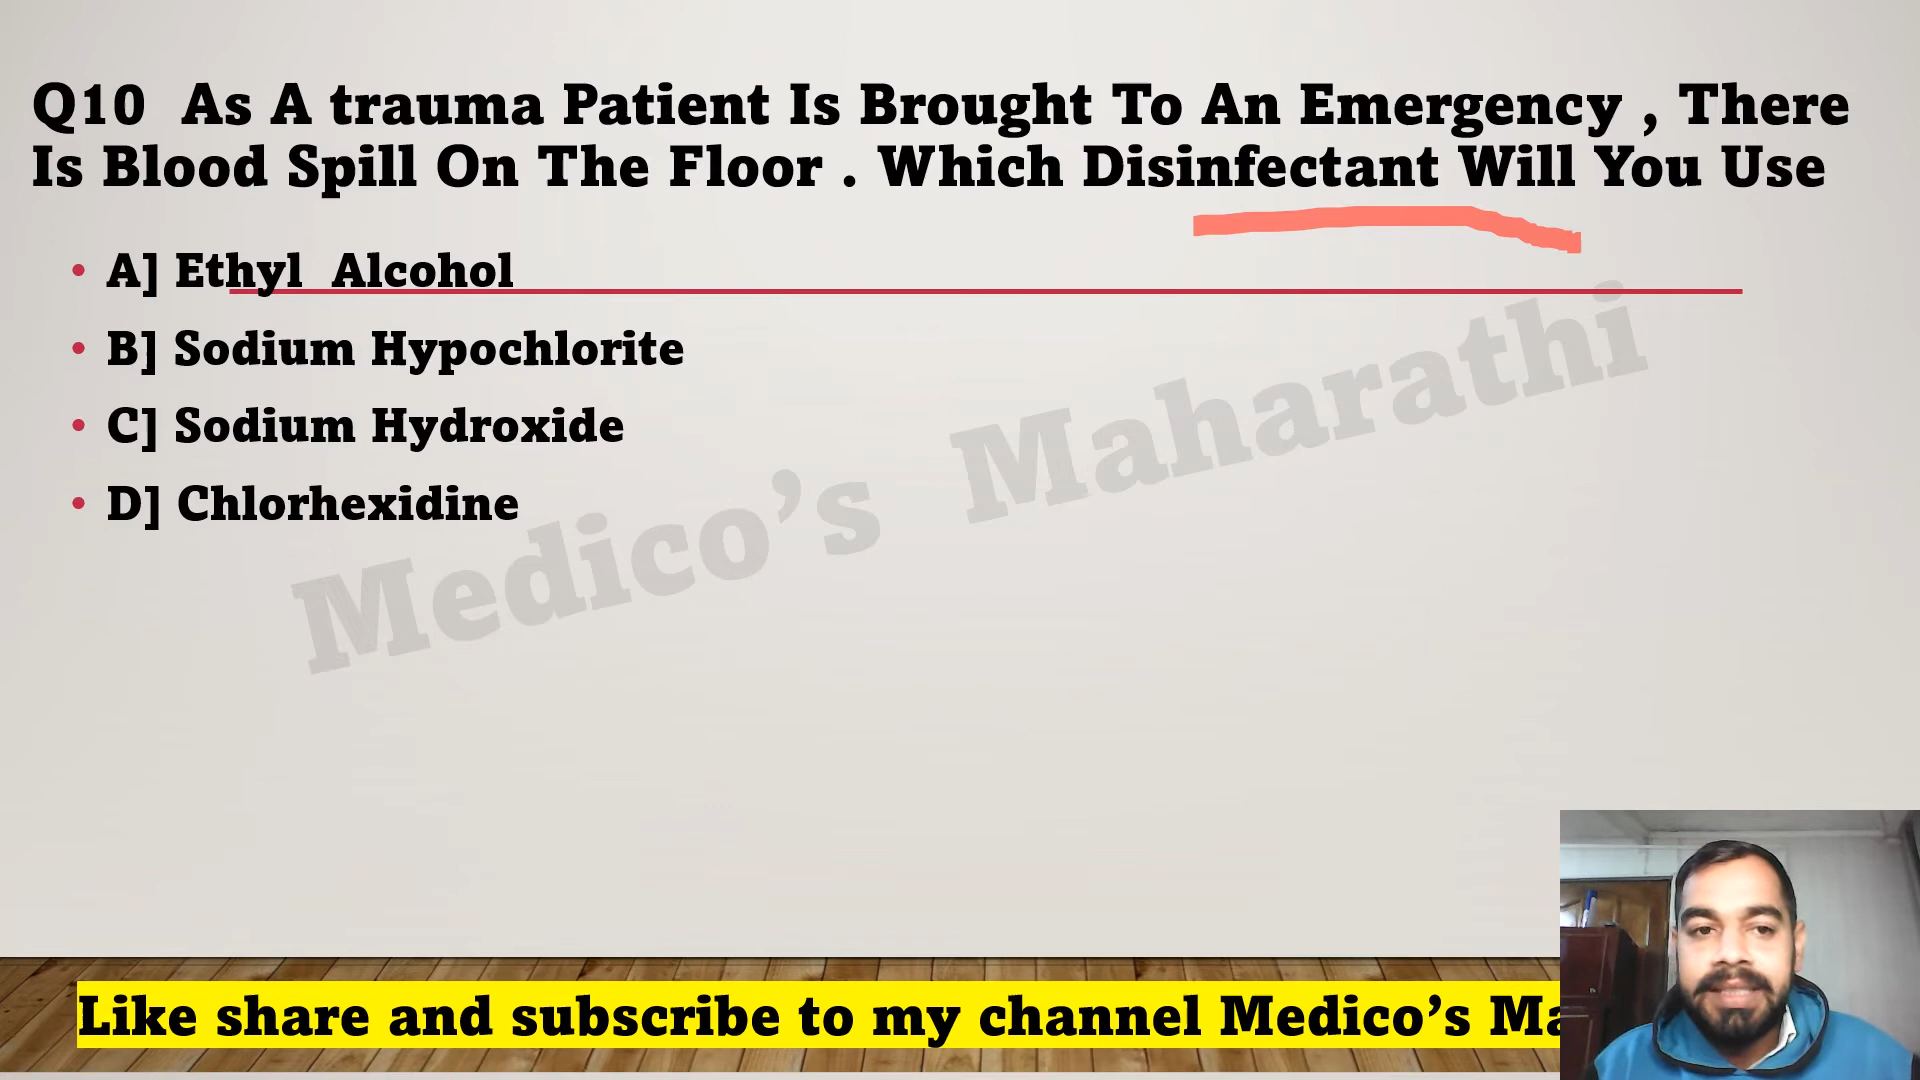 Q10 As A trauma Patient Is Brought To An Emergency , There
Is Blood Spill On The Floor . Which Disinfectant Will You Use
• A] Ethyl Alcohol
• B] Sodium Hypochlorite
• C] Sodium Hydroxide
• D] Chlorhexidine
Medico’s Maharathi
Like share and subscribe to my channel Medico’s Ma